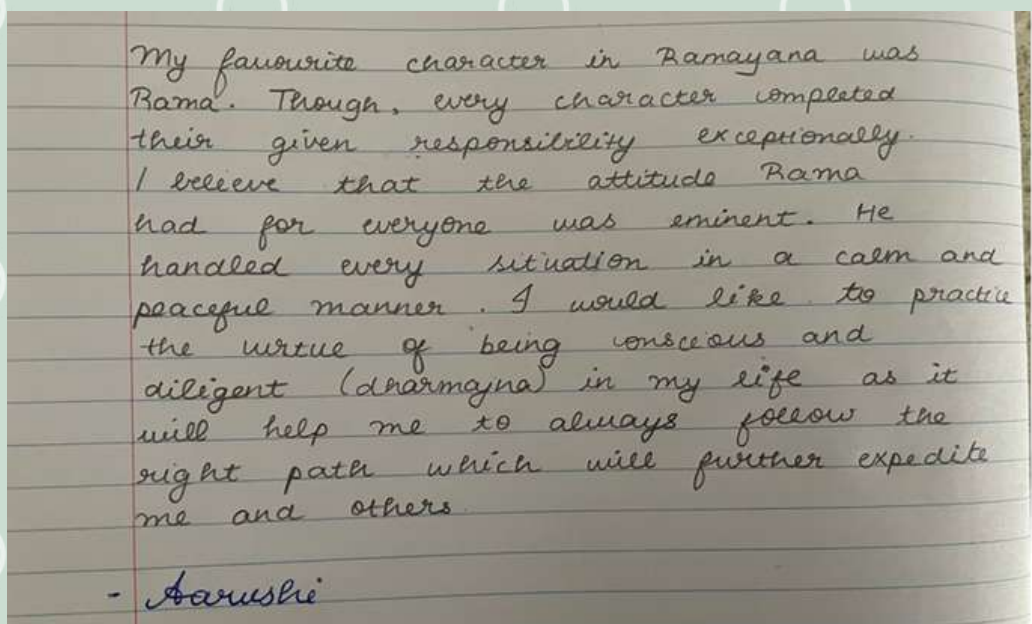 My favourite character in Ramayana was
Rama. Though, every character completed
their given responsibility exceptionally.
I believe that the attitude Rama
had for everyone was eminent. He
handled every situation in a calm and
peaceful manner. I would like to practice
the virtue of being conscious and
diligent (dharmajna) in my life as it
will help me to always follow the
right path which will further expedite
me and others
- Aarushi